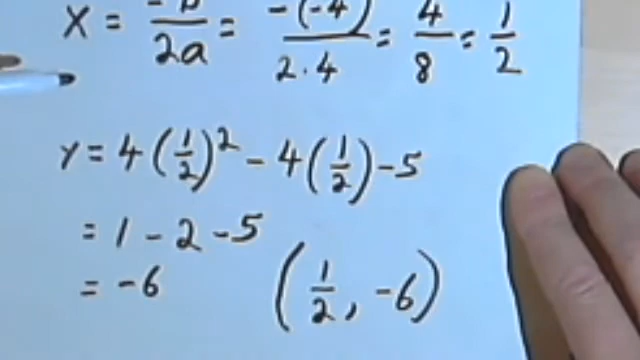 x = -b/2a = -(-4)/2·4 = 4/8 = 1/2
y = 4(1/2)² - 4(1/2) - 5
= 1 - 2 - 5
= -6 (1/2, -6)